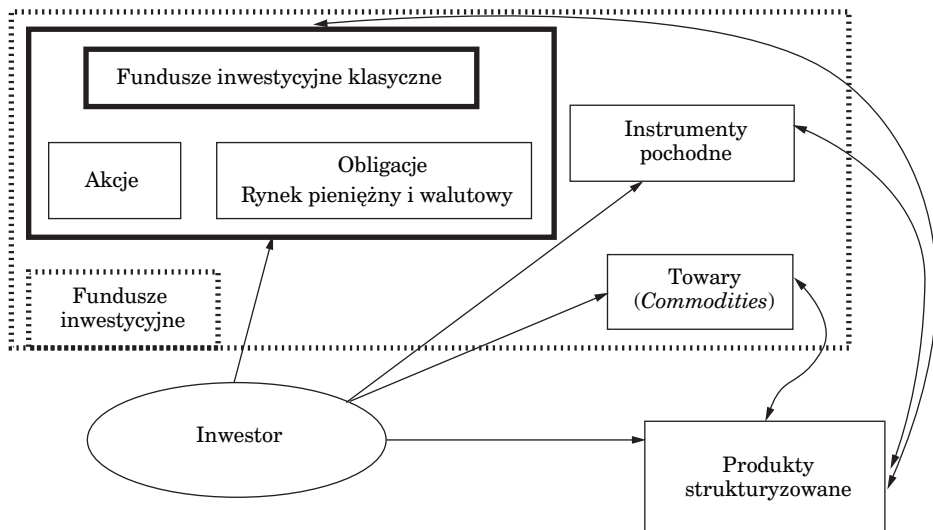 Fundusze inwestycyjne klasyczne
Akcje
Obligacje
Rynek pieniężny i walutowy
Instrumenty
pochodne
Towary
(Commodities)
Fundusze
inwestycyjne
Inwestor
Produkty
strukturyzowane